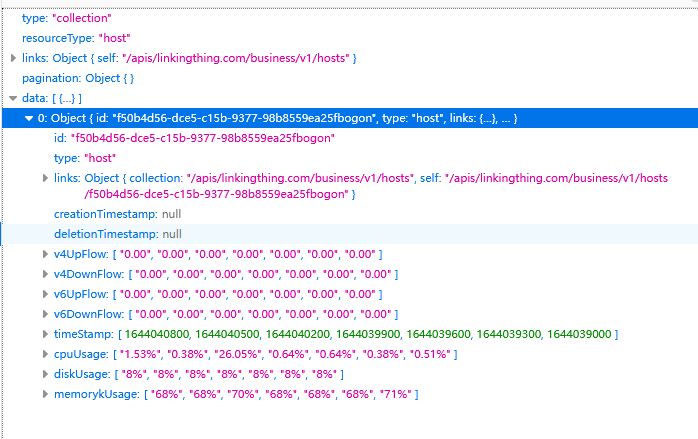 type: "collection"
resourceType: "host"
links: Object { self: "/apis/linkingthing.com/business/v1/hosts" }
pagination: Object { }
data: [ {…} ]
0: Object { id: "f50b4d56-dce5-c15b-9377-98b8559ea25fbogon", type: "host", links: {…}, … }
id: "f50b4d56-dce5-c15b-9377-98b8559ea25fbogon"
type: "host"
links: Object { collection: "/apis/linkingthing.com/business/v1/hosts", self: "/apis/linkingthing.com/business/v1/hosts
/f50b4d56-dce5-c15b-9377-98b8559ea25fbogon" }
creationTimestamp: null
deletionTimestamp: null
v4UpFlow: [ "0.00", "0.00", "0.00", "0.00", "0.00", "0.00", "0.00" ]
v4DownFlow: [ "0.00", "0.00", "0.00", "0.00", "0.00", "0.00", "0.00" ]
v6UpFlow: [ "0.00", "0.00", "0.00", "0.00", "0.00", "0.00", "0.00" ]
v6DownFlow: [ "0.00", "0.00", "0.00", "0.00", "0.00", "0.00", "0.00" ]
timeStamp: [ 1644040800, 1644040500, 1644040200, 1644039900, 1644039600, 1644039300, 1644039000 ]
cpuUsage: [ "1.53%", "0.38%", "26.05%", "0.64%", "0.64%", "0.38%", "0.51%" ]
diskUsage: [ "8%", "8%", "8%", "8%", "8%", "8%", "8%" ]
memorykUsage: [ "68%", "68%", "70%", "68%", "68%", "68%", "71%" ]